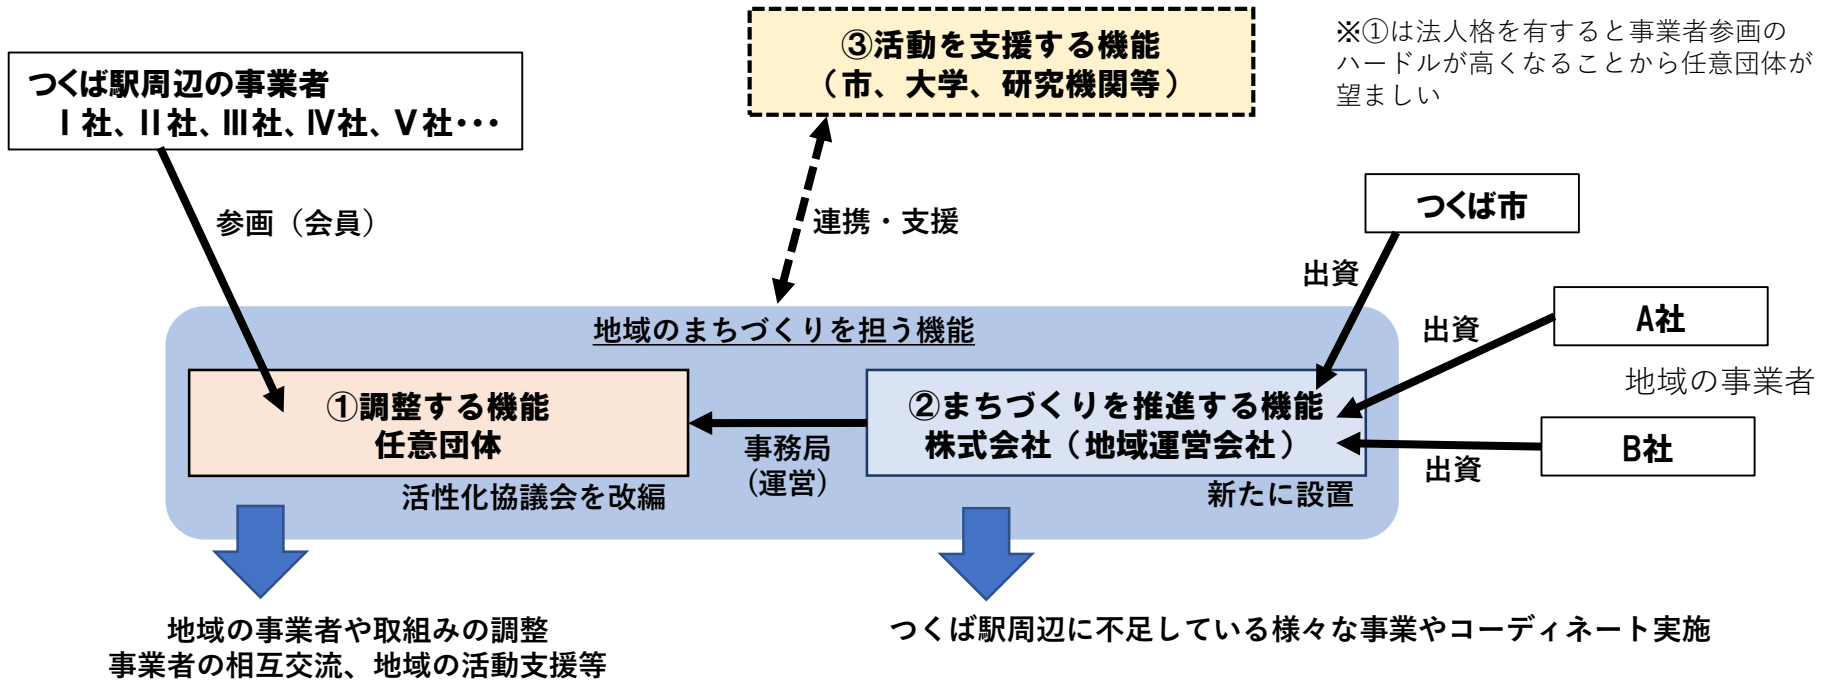 ③活動を支援する機能
（市、大学、研究機関等）
※①は法人格を有すると事業者参画の
ハードルが高くなることから任意団体が
望ましい
つくば駅周辺の事業者
Ⅰ社、Ⅱ社、Ⅲ社、Ⅳ社、Ⅴ社・・・
参画（会員）
連携・支援
つくば市
出資
A社
出資
地域の事業者
B社
出資
地域のまちづくりを担う機能
①調整する機能
任意団体
活性化協議会を改編
事務局
（運営）
②まちづくりを推進する機能
株式会社（地域運営会社）
新たに設置
地域の事業者や取組みの調整
事業者の相互交流、地域の活動支援等
つくば駅周辺に不足している様々な事業やコーディネート実施